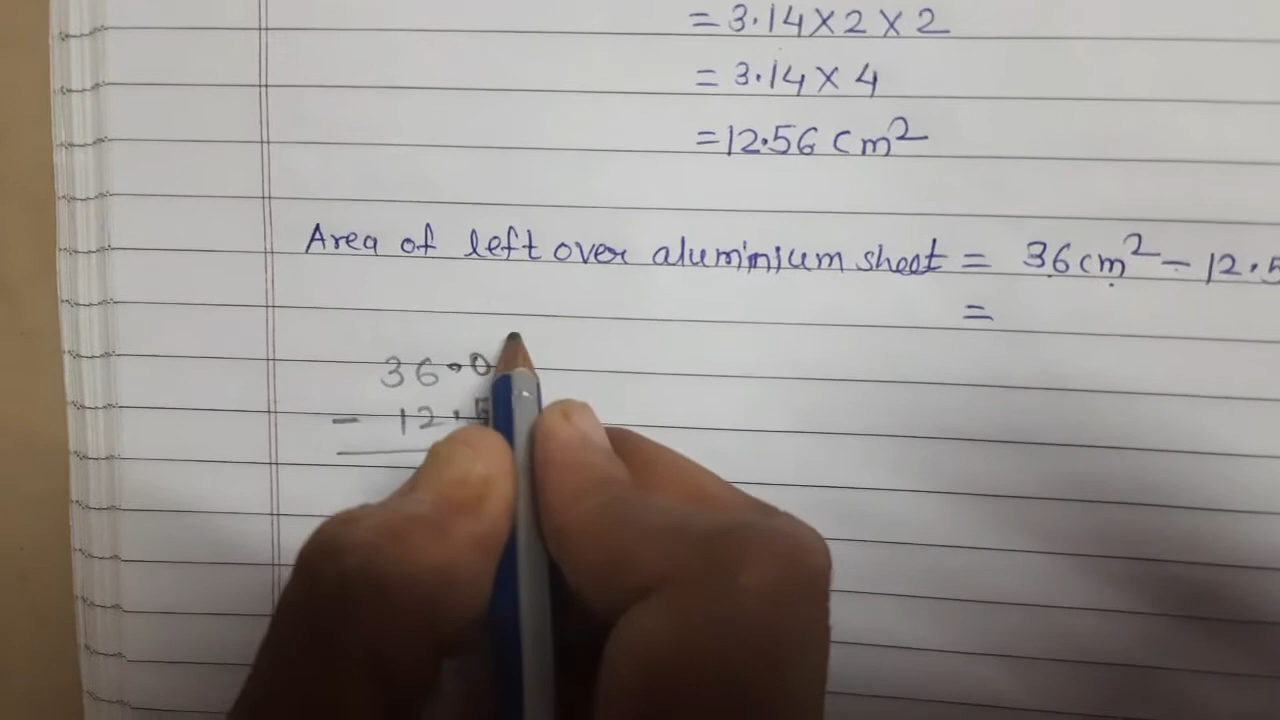 = 3.14 × 2 × 2
= 3.14 × 4
= 12.56 cm²
Area of left over aluminium sheet = 36 cm² - 12.5
=
36.0
- 12.5